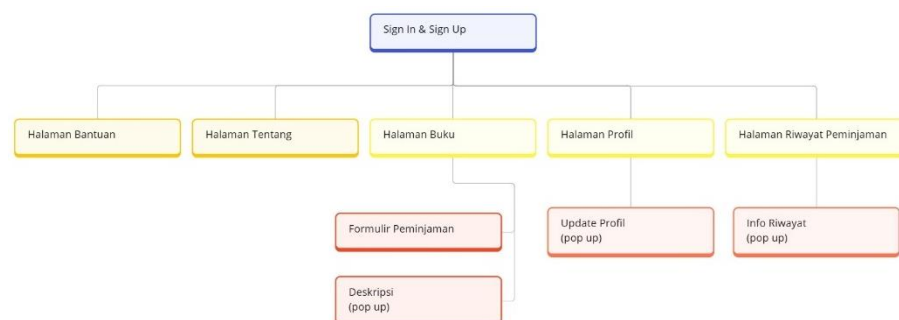 Sign In & Sign Up
Halaman Bantuan
Halaman Tentang
Halaman Buku
Halaman Profil
Halaman Riwayat Peminjaman
Formulir Peminjaman
Update Profil
(pop up)
Info Riwayat
(pop up)
Deskripsi
(pop up)